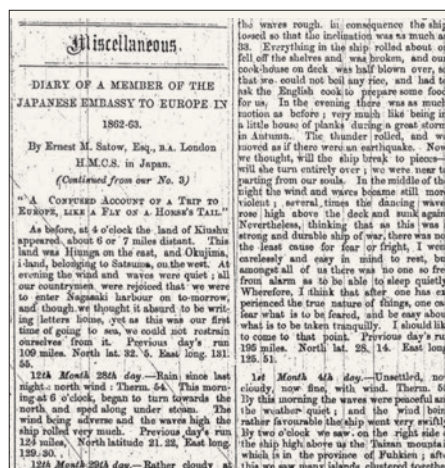 Miscellaneous.
DIARY OF A MEMBER OF THE
JAPANESE EMBASSY TO EUROPE IN
1862-63.
By Ernest M. Satow, Esq., B.A. London
H.M.C.S. in Japan.
(Continued from our No. 3)
"A CONFUSED ACCOUNT OF A TRIP TO
EUROPE, LIKE A FLY ON A HORSE'S TAIL."
As before, at 4 o'clock the land of Kiushu
appeared at 6 or 7 miles distant. This
land was Hiunga on the east, and Okujima,
island, belonging to Satsuma, on the west. At
evening the wind and waves were quiet; all
our countrymen were rejoiced that we were
to enter Nagasaki harbour on to-morrow,
and though we thought it absurd to be writ-
ing letters home, yet as this was our first
time of going to sea, we could not restrain
ourselves from it. Previous day's run
109 miles. North lat. 32. 5. East long. 131.
55.
12th Month 28th day.—Rain since last
night: north wind: Therm. 54. This morn-
ing at 6 o'clock, began to turn towards the
north and sped along under steam. The
wind being adverse and the waves high the
ship rolled very much. Previous day's run
124 miles, North latitude 21. 22, East long.
129. 30.
12th Month 29th day.—Rather cloudy at
the waves rough. In consequence the ship
tossed so that the inclination was as much as
33. Everything in the ship rolled about or
fell off the shelves and was broken, and our
cook-house on deck was half blown over, so
that we could not boil any rice, and had to
ask the English cook to prepare some food
for us. In the evening there was as much
motion as before; very much like being in
a little house of planks during a great storm
in Autumn. The thunder rolled, and we
moved as if there were an earthquake. Now
we thought, will the ship break to pieces
will she turn entirely over; we were near to
parting from our souls. In the middle of the
night the wind and waves became still more
violent; several times the dancing waves
rose high above the deck and sunk again
Nevertheless, thinking that as this was a
strong and durable ship of war, there was not
the least cause for fear or fright, I went
carelessly and easy in mind to rest, but
amongst all of us there was no one so free
from alarm as to be able to sleep quietly
Wherefore, I think that after one has ex-
perienced the true nature of things, one can
fear what is to be feared, and be easy about
what is to be taken tranquilly. I should like
to come to that point. Previous day's run
196 miles. North lat. 28. 14. East long.
125. 51.
1st Month 4th day.—Unsettled, now
cloudy, now fine, with wind. Therm. 5
By this morning the waves were peaceful and
the weather quiet; and the wind being
rather favourable the ship went very swiftly
By two o'clock we saw on the right side of
the ship high above us the Taizan mountain
which is in the province of Fuhkien; after
this we saw many islands clustered together